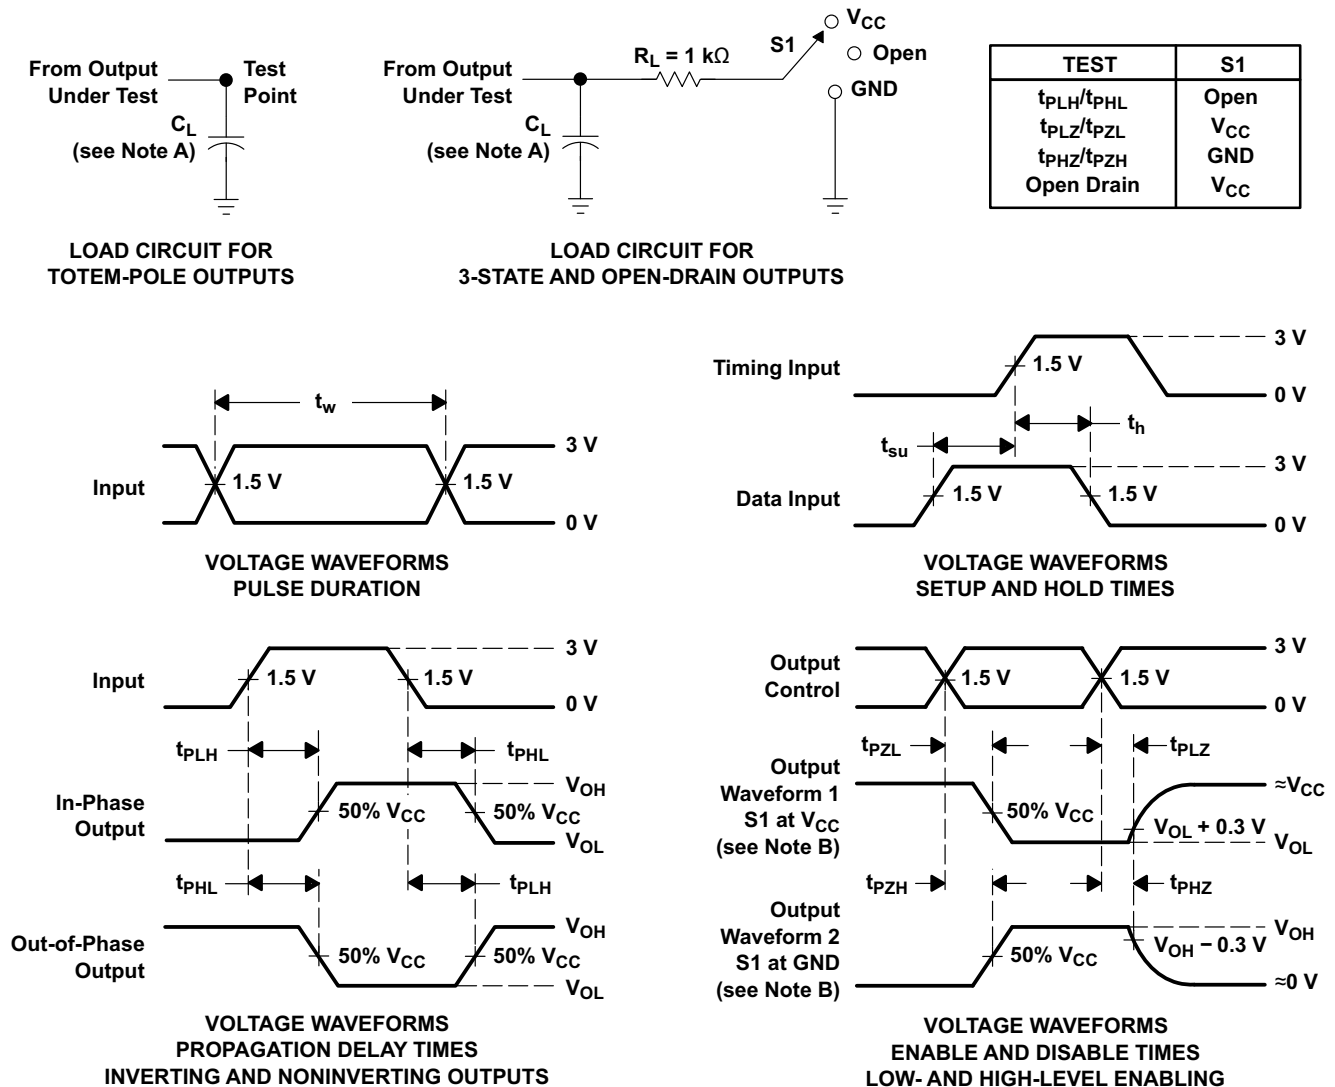 From Output
Under Test
Test
Point
CL
(see Note A)
LOAD CIRCUIT FOR
TOTEM-POLE OUTPUTS
From Output
Under Test
RL = 1 kΩ
S1
VCC
Open
GND
CL
(see Note A)
LOAD CIRCUIT FOR
3-STATE AND OPEN-DRAIN OUTPUTS
TEST S1
tPLH/tPHL Open
tPLZ/tPZL VCC
tPHZ/tPZH GND
Open Drain VCC
tw
Input
1.5 V
1.5 V
3 V
0 V
VOLTAGE WAVEFORMS
PULSE DURATION
Timing Input
1.5 V
3 V
0 V
tsu
th
Data Input
1.5 V
1.5 V
3 V
0 V
VOLTAGE WAVEFORMS
SETUP AND HOLD TIMES
Input
1.5 V
1.5 V
3 V
0 V
tPLH
tPHL
In-Phase
Output
50% VCC
50% VCC
VOH
VOL
tPHL
tPLH
Out-of-Phase
Output
50% VCC
50% VCC
VOH
VOL
VOLTAGE WAVEFORMS
PROPAGATION DELAY TIMES
INVERTING AND NONINVERTING OUTPUTS
Output
Control
1.5 V
1.5 V
3 V
0 V
tPZL
tPLZ
Output
Waveform 1
S1 at VCC
(see Note B)
50% VCC
VOL + 0.3 V
≈VCC
VOL
tPZH
tPHZ
Output
Waveform 2
S1 at GND
(see Note B)
50% VCC
VOH − 0.3 V
VOH
≈0 V
VOLTAGE WAVEFORMS
ENABLE AND DISABLE TIMES
LOW- AND HIGH-LEVEL ENABLING